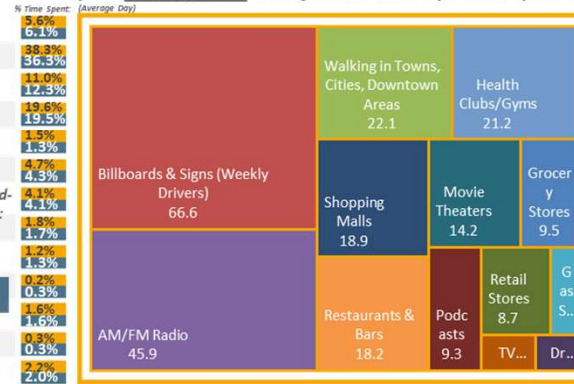 % Time Spent: (Average Day)
5.6%
6.1%
38.3%
36.3%
11.0%
12.3%
19.6%
19.5%
1.5%
1.3%
4.7%
4.3%
d-
4.1%
4.1%
:
1.8%
1.7%
1.2%
1.3%
0.2%
0.3%
1.6%
1.6%
0.3%
0.3%
2.2%
2.0%
Billboards & Signs (Weekly
Drivers)
66.6
AM/FM Radio
45.9
Walking in Towns,
Cities, Downtown
Areas
22.1
Health
Clubs/Gyms
21.2
Shopping
Malls
18.9
Movie
Theaters
14.2
Grocer
y
Stores
9.5
Restaurants &
Bars
18.2
Podc
asts
9.3
Retail
Stores
8.7
G
as
S...
TV...
Dr...